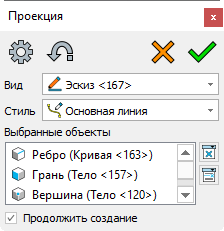 Проекция
x
Вид Эскиз <167>
Стиль Основная линия
Выбранные объекты
Ребро (Кривая <163>)
Грань (Тело <157>)
Вершина (Тело <120>)
Продолжить создание